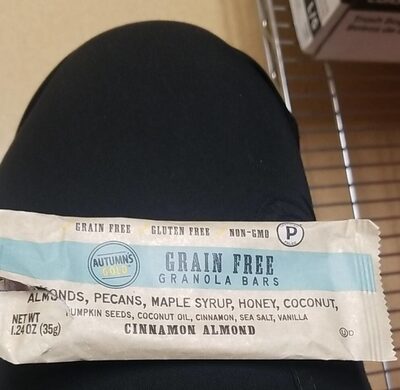 GRAIN FREE GLUTEN FREE NON-GMO P
AUTUMN'S
GOLD
GRAIN FREE
GRANOLA BARS
ALMONDS, PECANS, MAPLE SYRUP, HONEY, COCONUT,
PUMPKIN SEEDS, COCONUT OIL, CINNAMON, SEA SALT, VANILLA
NET WT
1.24 OZ (35g)
CINNAMON ALMOND
U D